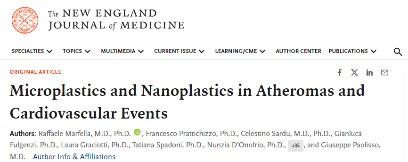 The NEW ENGLAND
JOURNAL of MEDICINE
SPECIALTIES TOPICS MULTIMEDIA CURRENT ISSUE LEARNING/CME AUTHOR CENTER PUBLICATIONS
ORIGINAL ARTICLE
Microplastics and Nanoplastics in Atheromas and
Cardiovascular Events
Authors: Raffaele Marfella, M.D., Ph.D. , Francesco Prattichizzo, Ph.D., Celestino Sardu, M.D., Ph.D., Gianluca
Fulgenzi, Ph.D., Laura Graciotti, Ph.D., Tatiana Spadoni, Ph.D., Nunzia D'Onofrio, Ph.D., , and Giuseppe Paolisso,
M.D. Author Info & Affiliations